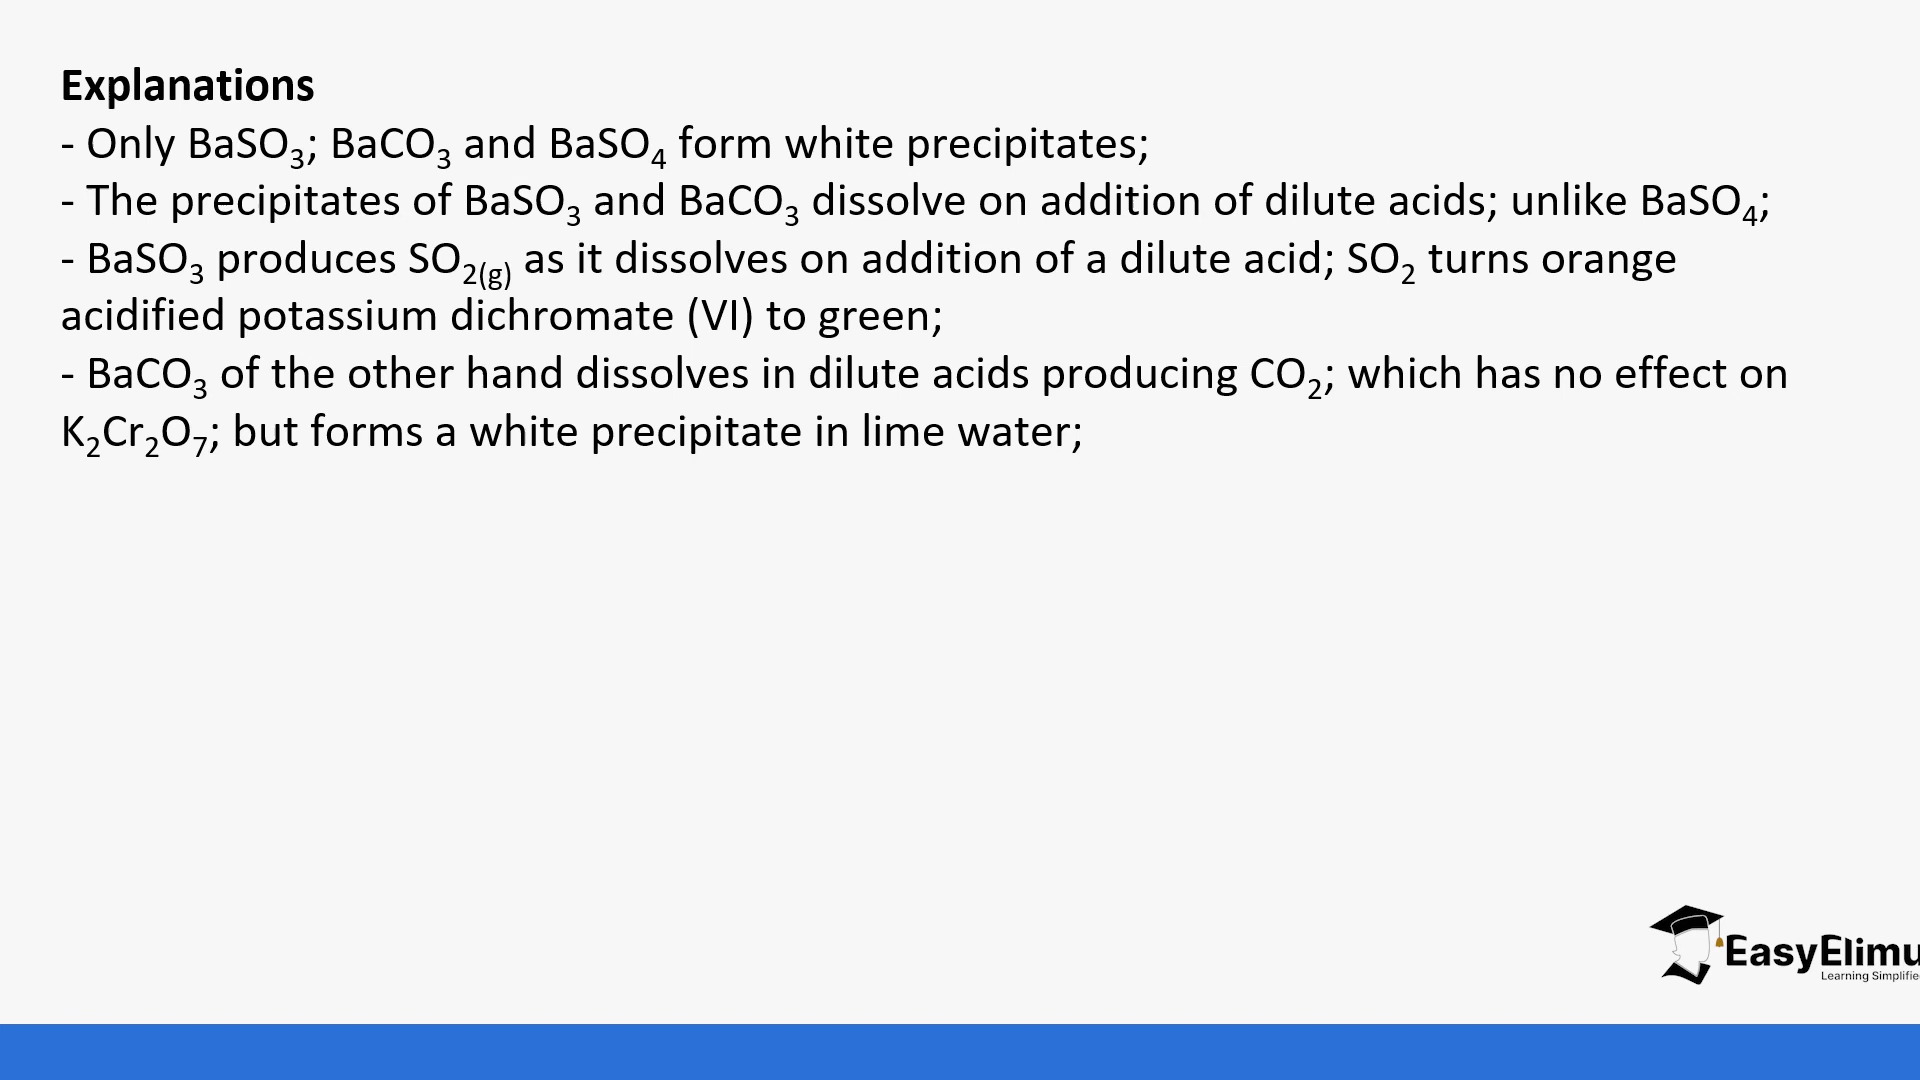 Explanations
- Only BaSO₃; BaCO₃ and BaSO₄ form white precipitates;
- The precipitates of BaSO₃ and BaCO₃ dissolve on addition of dilute acids; unlike BaSO₄;
- BaSO₃ produces SO₂₍g₎ as it dissolves on addition of a dilute acid; SO₂ turns orange
acidified potassium dichromate (VI) to green;
- BaCO₃ of the other hand dissolves in dilute acids producing CO₂; which has no effect on
K₂Cr₂O₇; but forms a white precipitate in lime water;
EasyElimu
Learning Simplifie